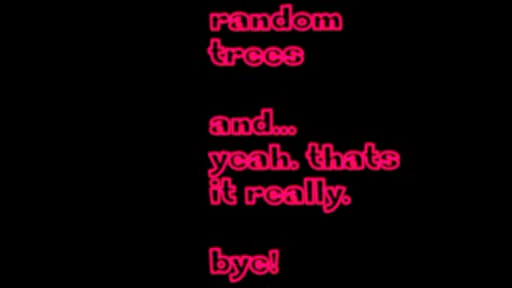 random
trees
and...
yeah. thats
it really.
bye!